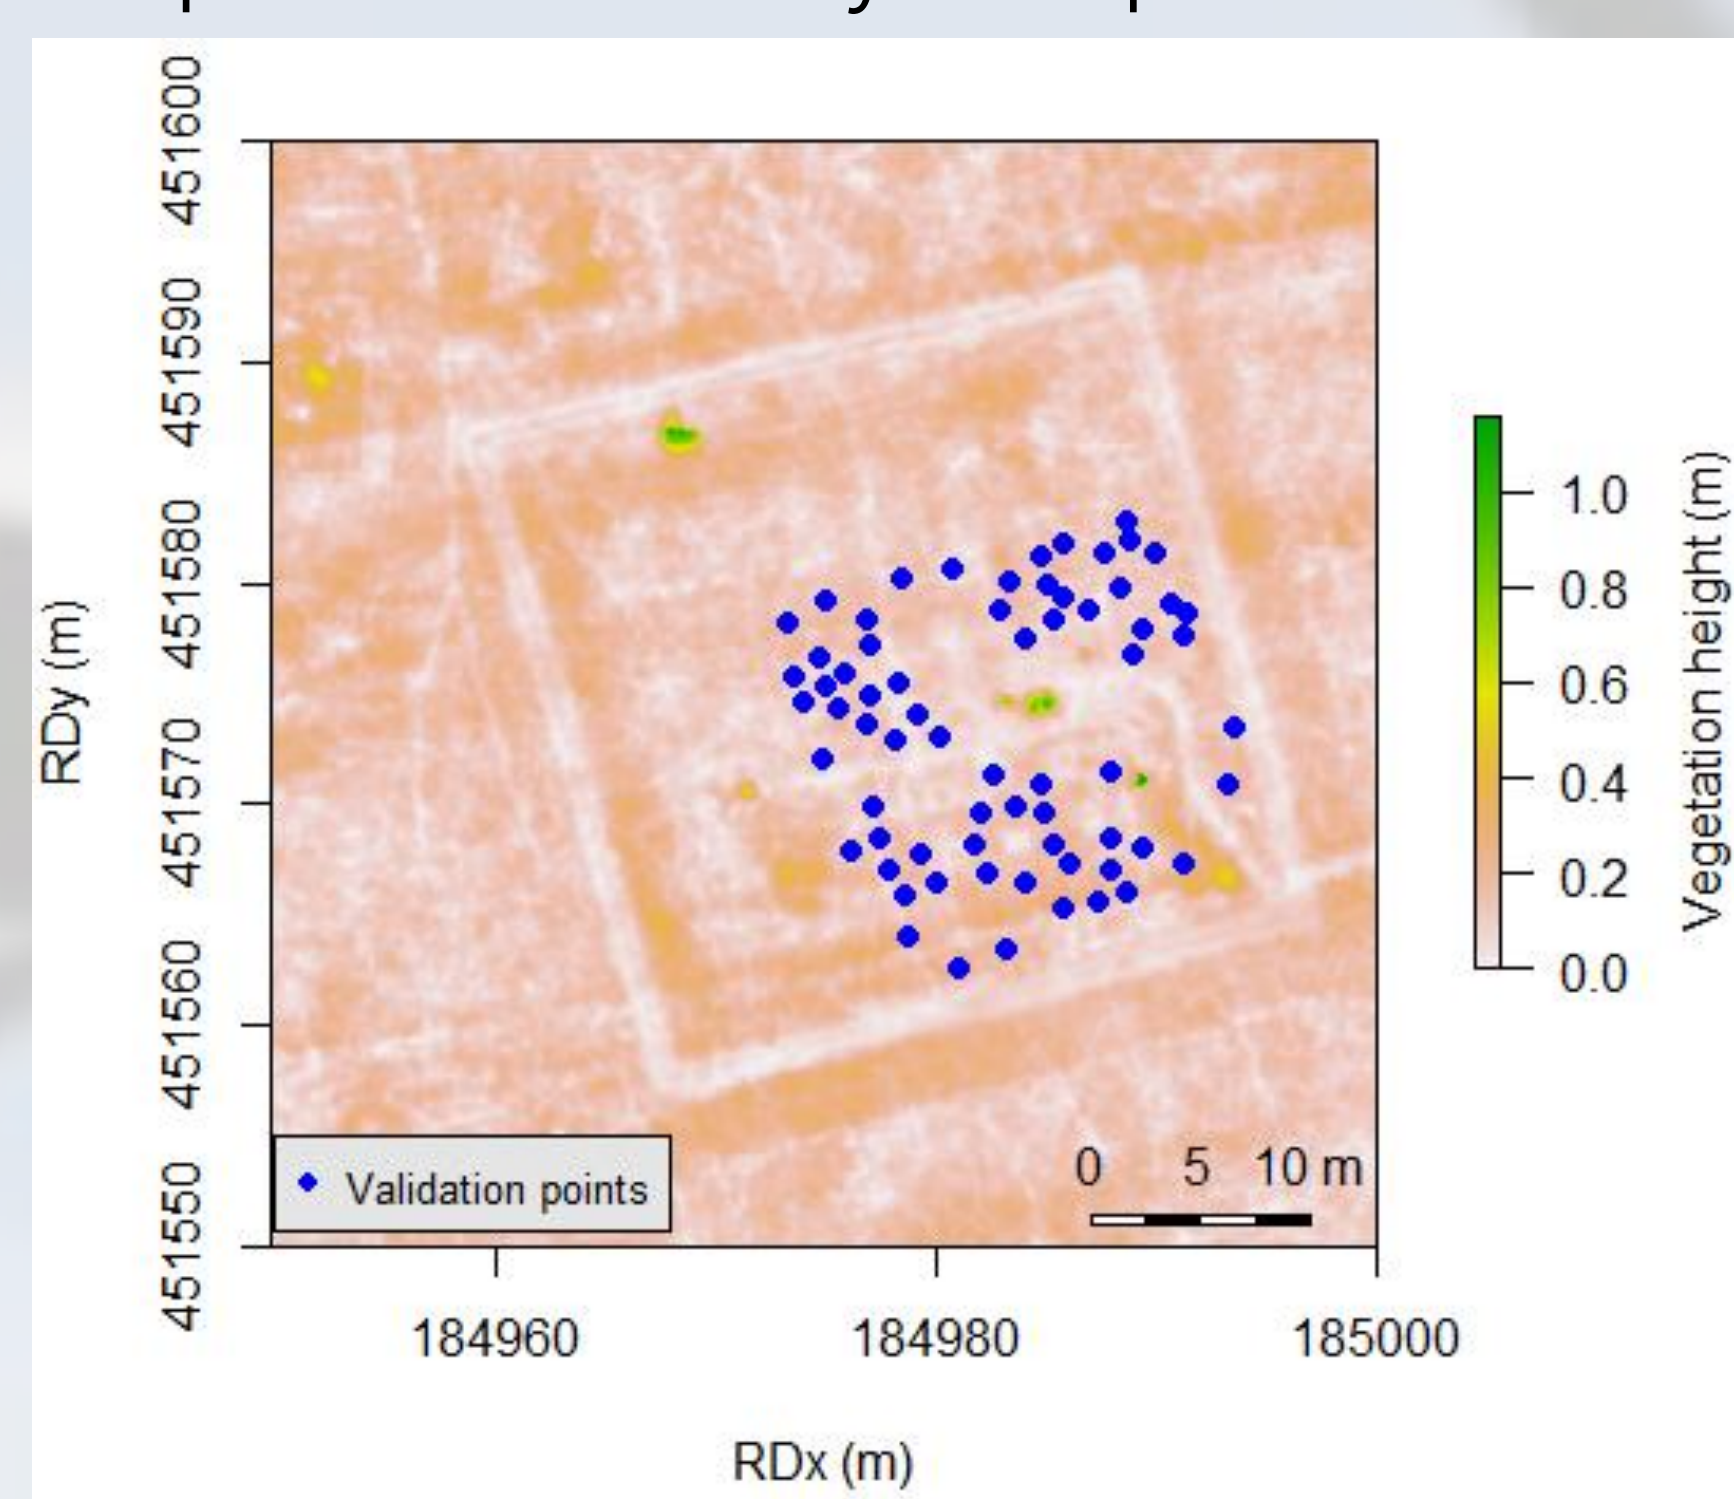 451600
451590
451580
451570
451560
451550
RDy (m)
1.0
0.8
0.6
0.4
0.2
0.0
Vegetation height (m)
Validation points
0 5 10 m
184960 184980 185000
RDx (m)